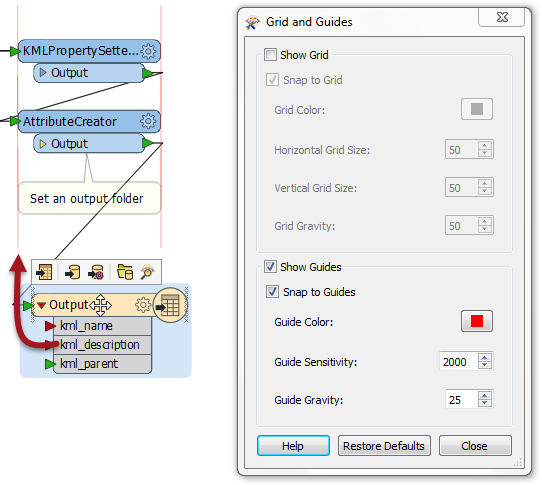 KMLPropertySette...
Output
AttributeCreator
Output
Set an output folder
Output
kml_name
kml_description
kml_parent
Grid and Guides
Show Grid
Snap to Grid
Grid Color:
Horizontal Grid Size: 50
Vertical Grid Size: 50
Grid Gravity: 50
Show Guides
Snap to Guides
Guide Color:
Guide Sensitivity: 2000
Guide Gravity: 25
Help Restore Defaults Close